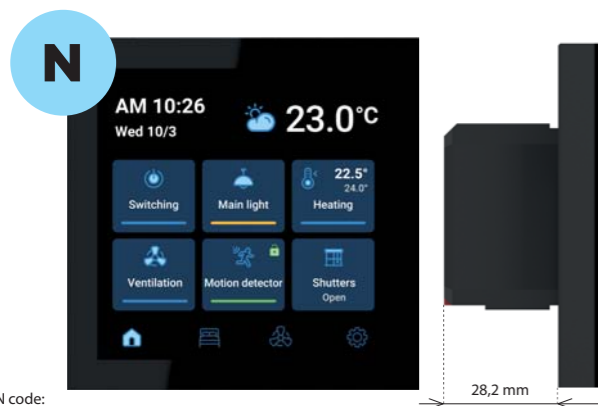 N
AM 10:26
Wed 10/3
23.0°C
Switching
Main light
22.5°
24.0°
Heating
Ventilation
Motion detector
Shutters
Open
28,2 mm
N code: